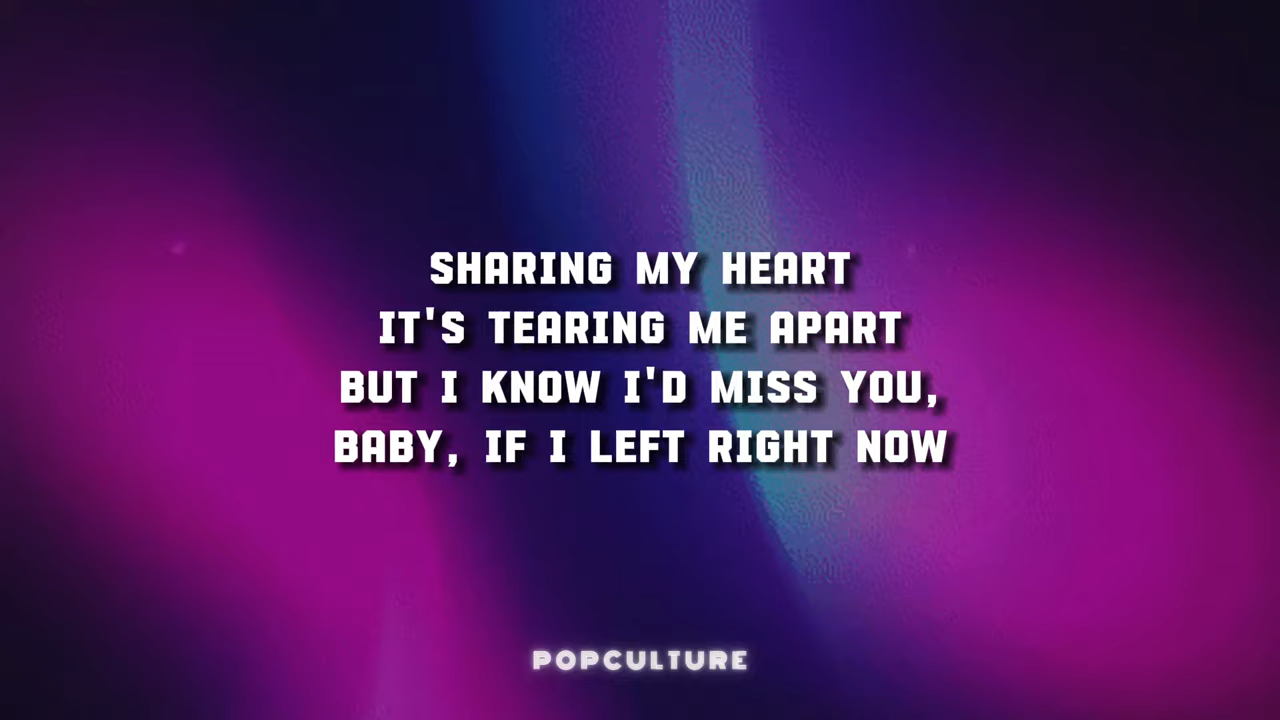 SHARING MY HEART
IT'S TEARING ME APART
BUT I KNOW I'D MISS YOU,
BABY, IF I LEFT RIGHT NOW
POPCULTURE